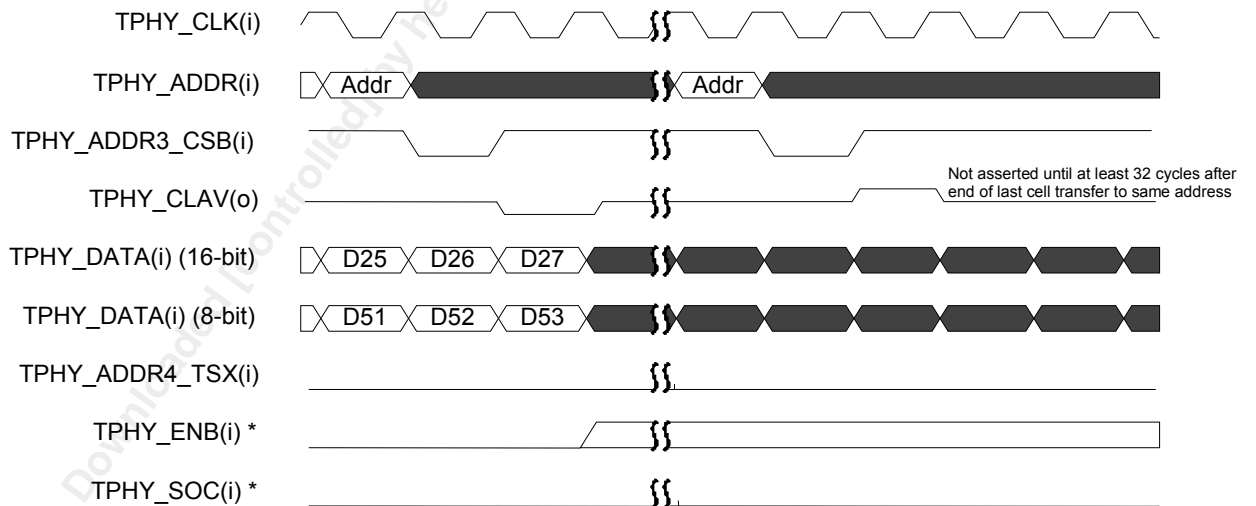 TPHY_CLK(i)
TPHY_ADDR(i) Addr Addr
TPHY_ADDR3_CSB(i)
Not asserted until at least 32 cycles after
TPHY_CLAV(o) end of last cell transfer to same address
TPHY_DATA(i) (16-bit) D25 D26 D27
TPHY_DATA(i) (8-bit) D51 D52 D53
TPHY_ADDR4_TSX(i)
TPHY_ENB(i) *
TPHY_SOC(i) *
Downloaded